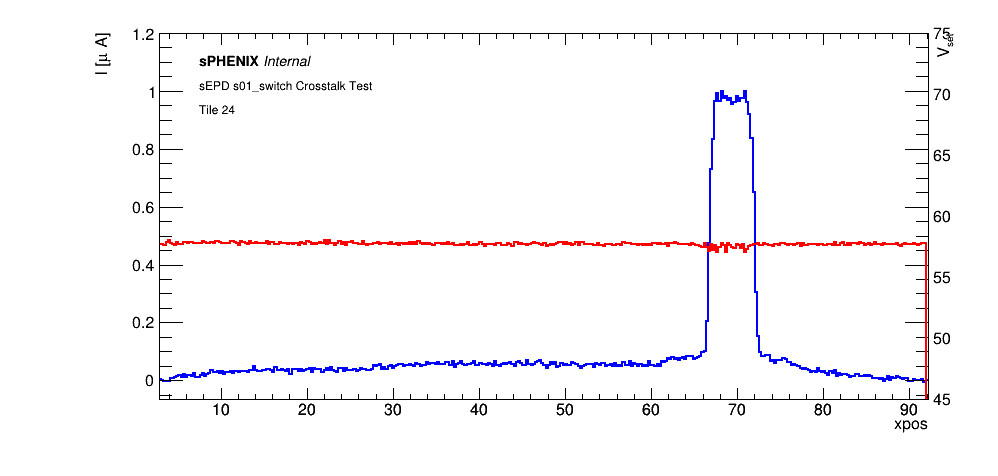 I [μ A]
1.2
1
0.8
0.6
0.4
0.2
0
sPHENIX Internal
sEPD s01_switch Crosstalk Test
Tile 24
75
70
65
60
55
50
45
V_set
10 20 30 40 50 60 70 80 90
xpos